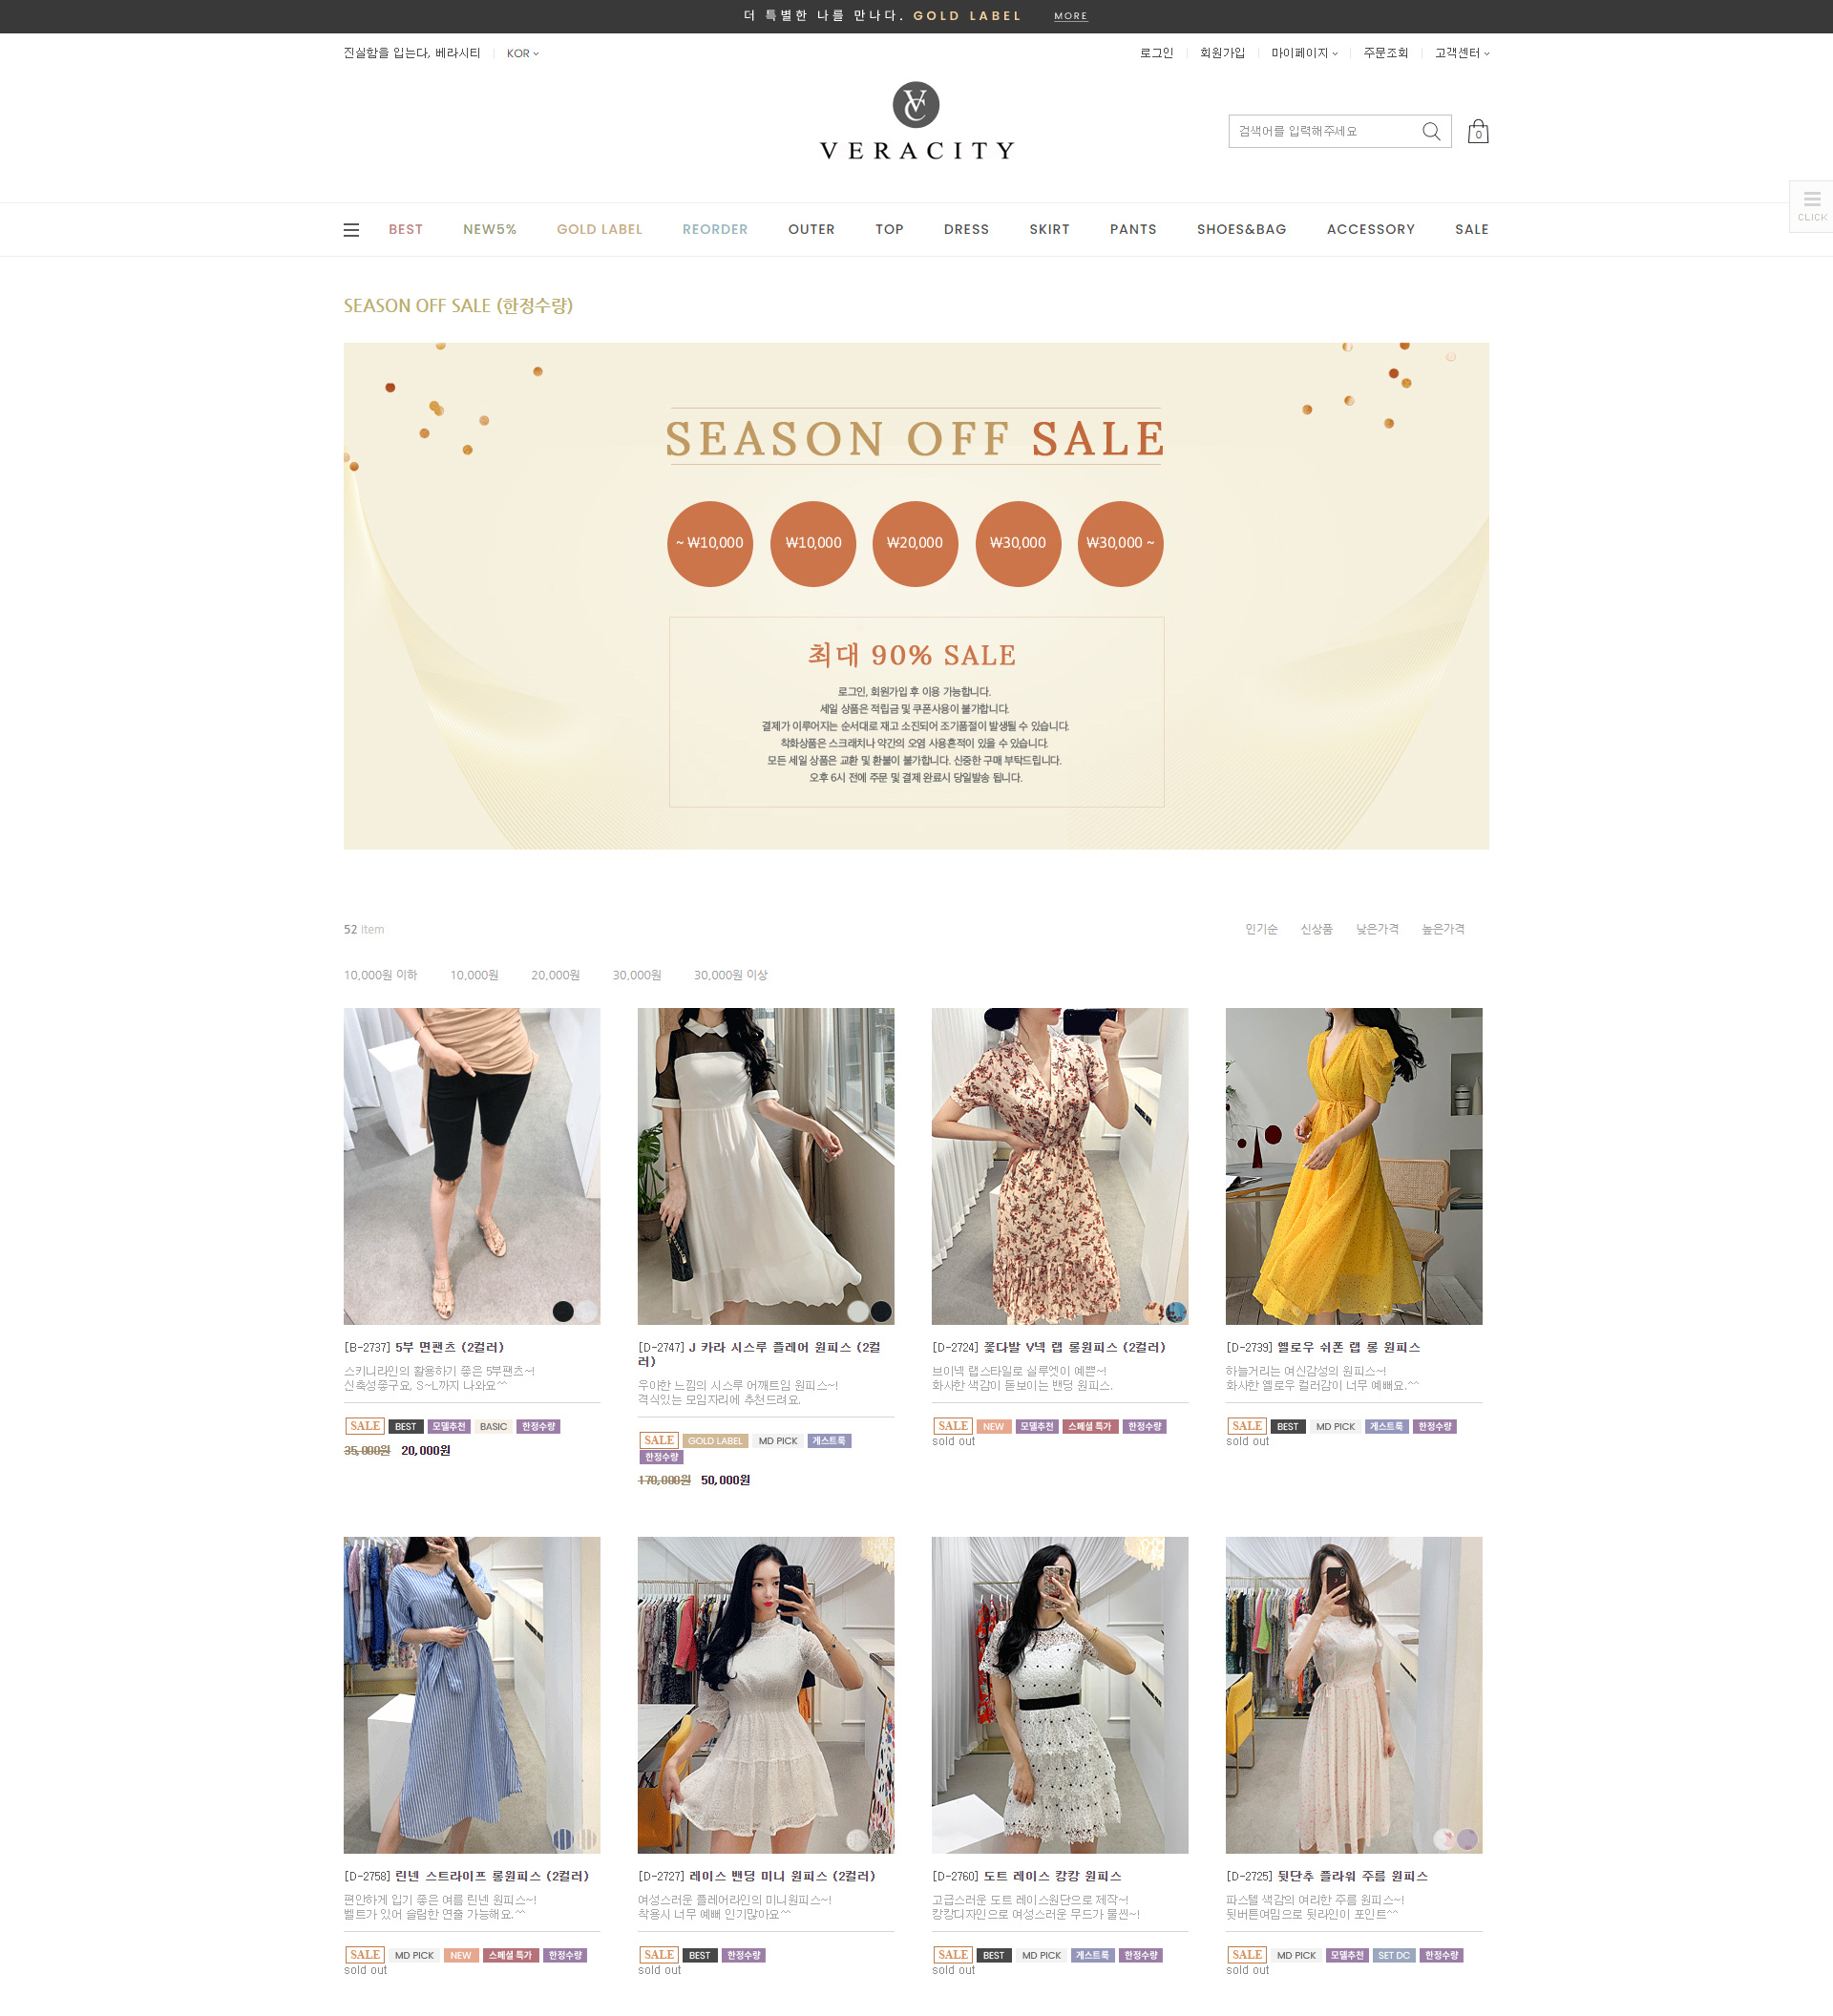 더 특별한 나를 만나다. GOLD LABEL MORE
진실함을 입는다, 베라시티 KOR 로그인 회원가입 마이페이지 주문조회 고객센터
VC
VERACITY
검색어를 입력해주세요 0
CLICK
BEST NEW5% GOLD LABEL REORDER OUTER TOP DRESS SKIRT PANTS SHOES&BAG ACCESSORY SALE
SEASON OFF SALE (한정수량)
SEASON OFF SALE
~ ₩10,000 ₩10,000 ₩20,000 ₩30,000 ₩30,000 ~
최대 90% SALE
로그인, 회원가입 후 이용 가능합니다.
세일 상품은 적립금 및 쿠폰사용이 불가합니다.
결제가 이루어지는 순서대로 재고 소진되어 조기품절이 발생될 수 있습니다.
착화상품은 스크래치나 약간의 오염 사용흔적이 있을 수 있습니다.
모든 세일 상품은 교환 및 환불이 불가합니다. 신중한 구매 부탁드립니다.
오후 6시 전에 주문 및 결제 완료시 당일발송 됩니다.
52 Item 인기순 신상품 낮은가격 높은가격
10,000원 이하 10,000원 20,000원 30,000원 30,000원 이상
[B-2737] 5부 면팬츠 (2컬러)
스키니라인의 활용하기 좋은 5부팬츠~!
신축성좋구요, S~L까지 나와요^^
SALE BEST 모델추천 BASIC 한정수량
35,000원 20,000원
[D-2747] J 카라 시스루 플레어 원피스 (2컬
러)
우아한 느낌의 시스루 어깨트임 원피스~!
격식있는 모임자리에 추천드려요.
SALE GOLD LABEL MD PICK 게스트룩
한정수량
170,000원 50,000원
[D-2724] 꽃다발 V넥 랩 롱원피스 (2컬러)
브이넥 랩스타일로 실루엣이 예쁜~!
화사한 색감이 돋보이는 밴딩 원피스.
SALE NEW 모델추천 스페셜 특가 한정수량
sold out
[D-2739] 옐로우 쉬폰 랩 롱 원피스
하늘거리는 여신감성의 원피스~!
화사한 옐로우 컬러감이 너무 예뻐요.^^
SALE BEST MD PICK 게스트룩 한정수량
sold out
[D-2758] 린넨 스트라이프 롱원피스 (2컬러)
편안하게 입기 좋은 여름 린넨 원피스~!
벨트가 있어 슬림한 연출 가능해요.^^
SALE MD PICK NEW 스페셜 특가 한정수량
sold out
[D-2727] 레이스 밴딩 미니 원피스 (2컬러)
여성스러운 플레어라인의 미니원피스~!
착용시 너무 예뻐 인기많아요^^
SALE BEST 한정수량
sold out
[D-2760] 도트 레이스 캉캉 원피스
고급스러운 도트 레이스원단으로 제작~!
캉캉디자인으로 여성스러운 무드가 물씬~!
SALE BEST MD PICK 게스트룩 한정수량
sold out
[D-2725] 뒷단추 플라워 주름 원피스
파스텔 색감의 여리한 주름 원피스~!
뒷버튼여밈으로 뒷라인이 포인트^^
SALE MD PICK 모델추천 SET DC 한정수량
sold out